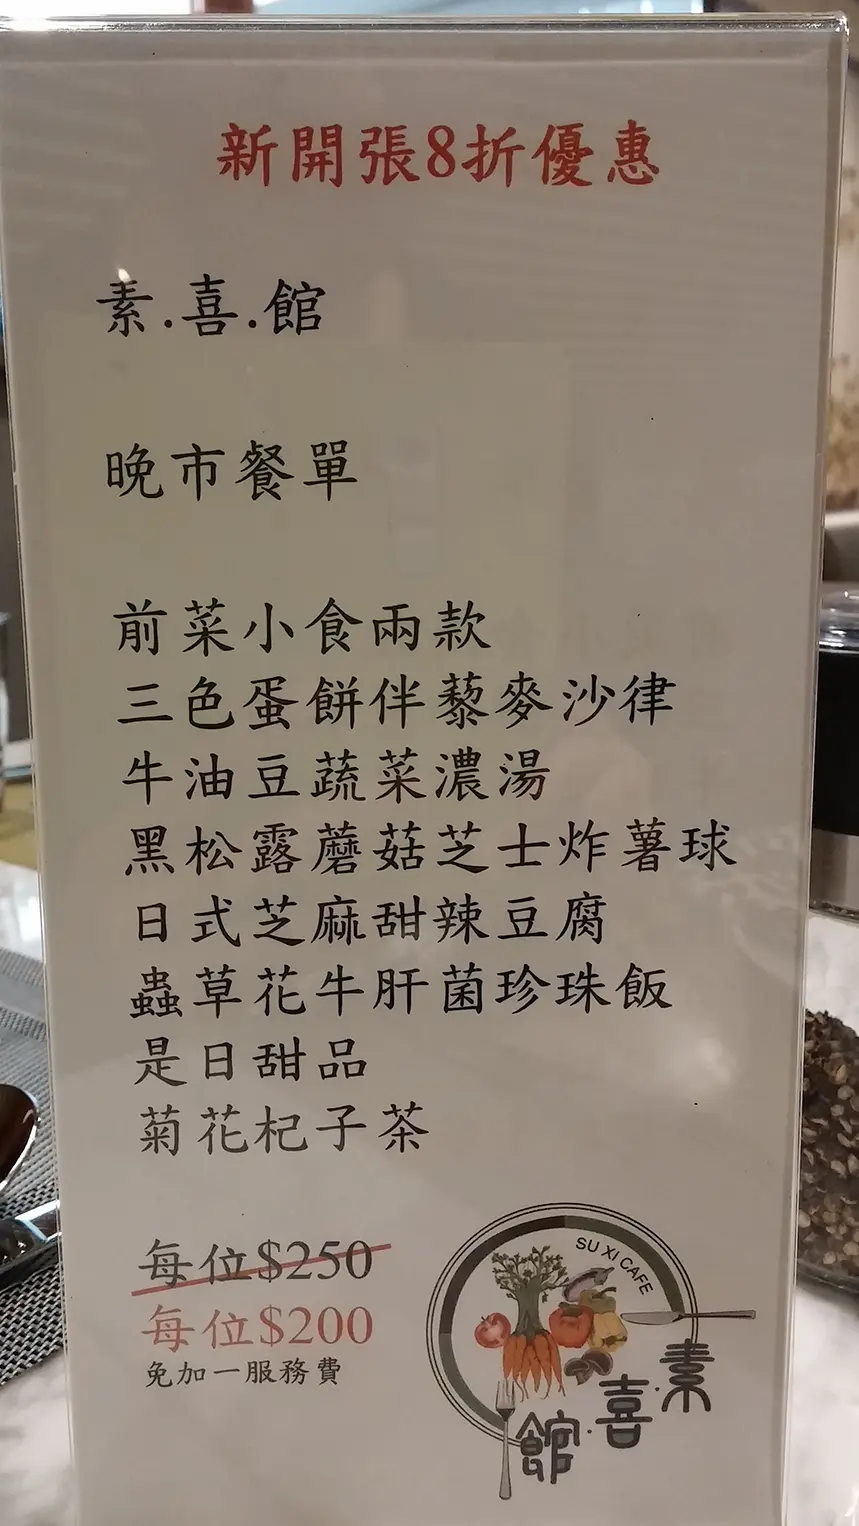 新開張8折優惠
素.喜.館
晚市餐單
前菜小食兩款
三色蛋餅伴藜麥沙律
牛油豆蔬菜濃湯
黑松露蘑菇芝士炸薯球
日式芝麻甜辣豆腐
蟲草花牛肝菌珍珠飯
是日甜品
菊花杞子茶
每位$250
每位$200
免加一服務費
SU XI CAFE
素·喜·館